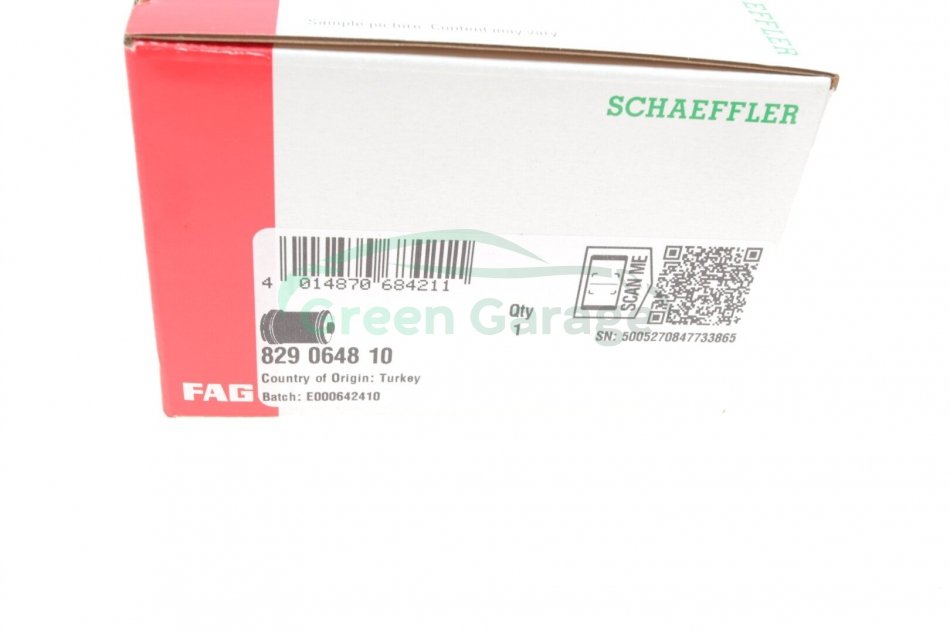 Sample picture. Content may vary
SCHAEFFLER
SCHAEFFLER
4 014870 684211
SCAN ME
Qty
1
Green Garage
SN: 5005270847733865
829 0648 10
Country of Origin: Turkey
FAG
Batch: E000642410